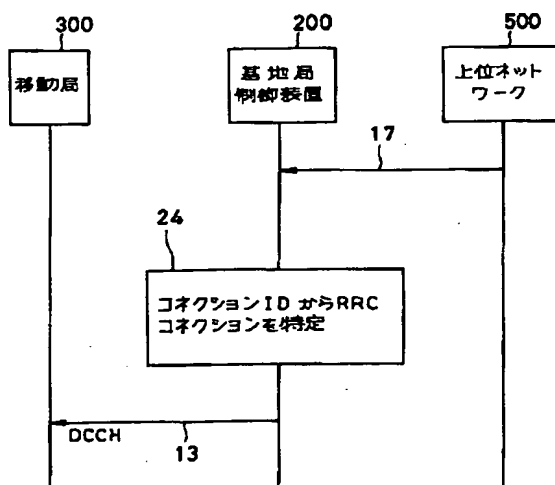 300
200
500
移動局
基地局
制御装置
上位ネット
ワーク
17
24
コネクションIDからRRC
コネクションを特定
DCCH
13